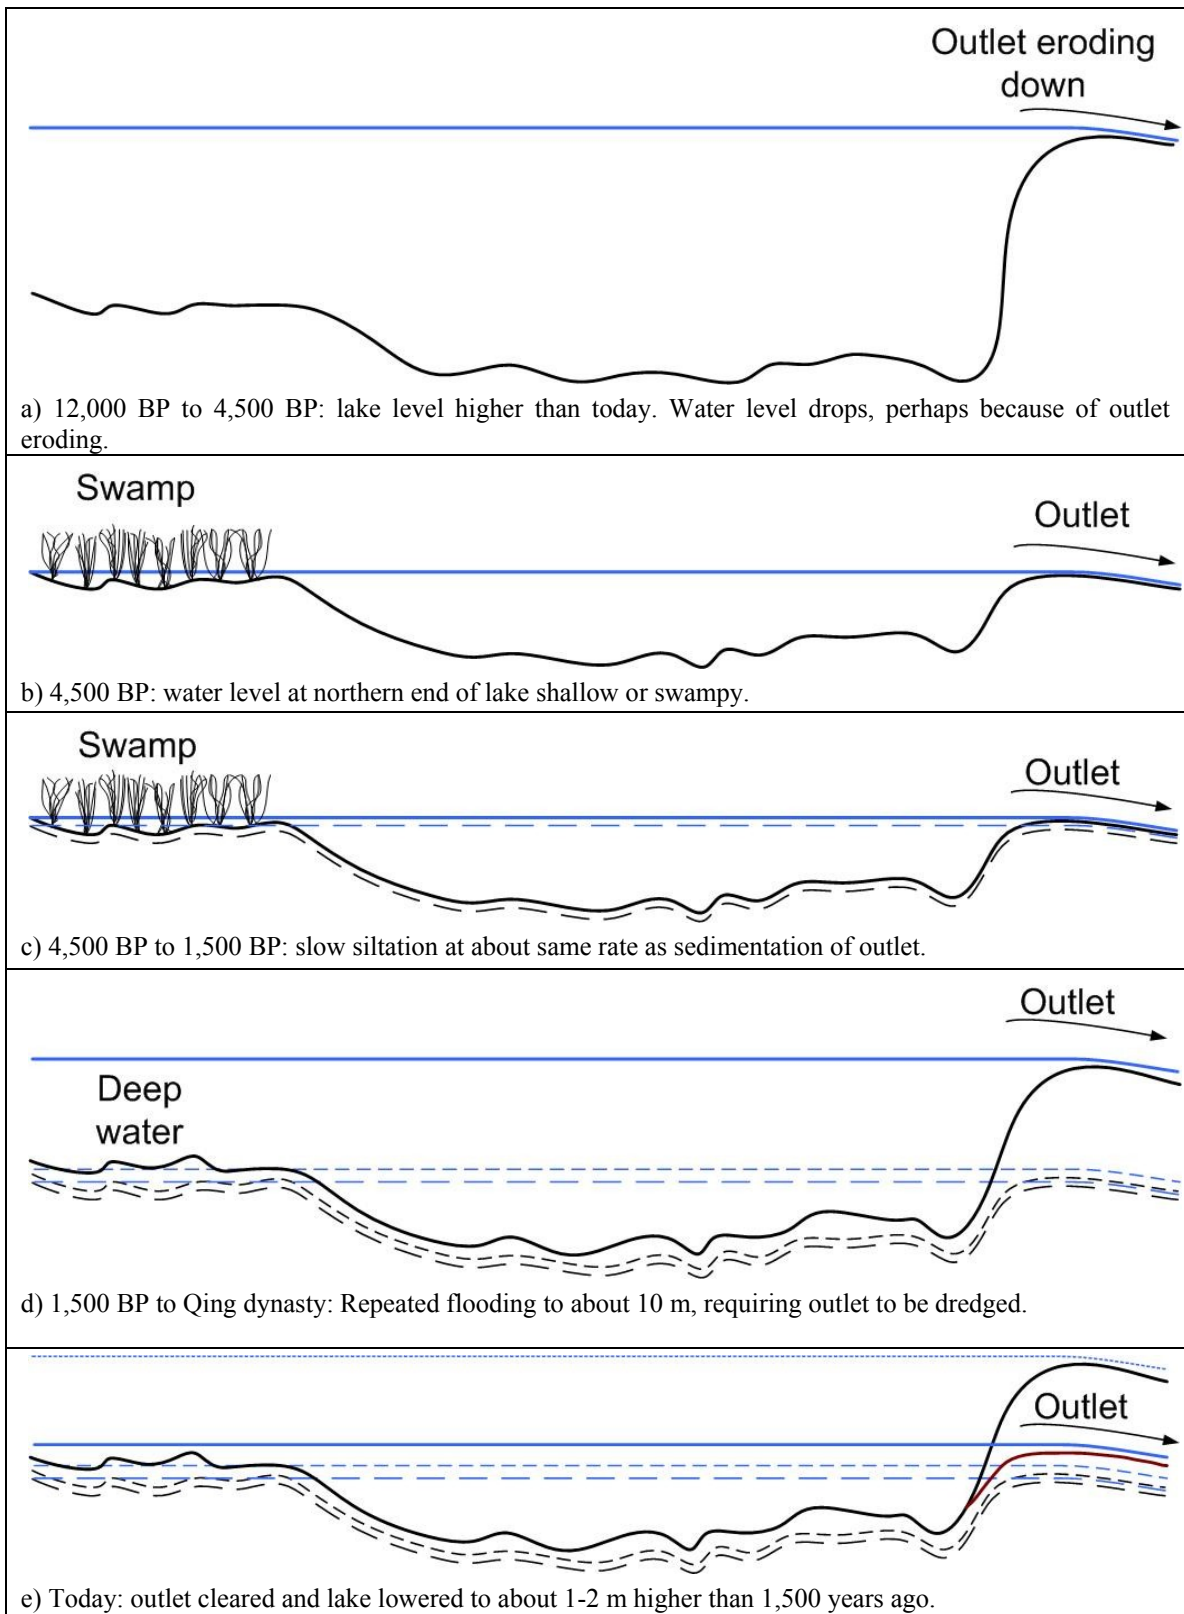 Outlet eroding
down
a) 12,000 BP to 4,500 BP: lake level higher than today. Water level drops, perhaps because of outlet
eroding.
Swamp
Outlet
b) 4,500 BP: water level at northern end of lake shallow or swampy.
Swamp
Outlet
c) 4,500 BP to 1,500 BP: slow siltation at about same rate as sedimentation of outlet.
Outlet
Deep
water
d) 1,500 BP to Qing dynasty: Repeated flooding to about 10 m, requiring outlet to be dredged.
Outlet
e) Today: outlet cleared and lake lowered to about 1-2 m higher than 1,500 years ago.